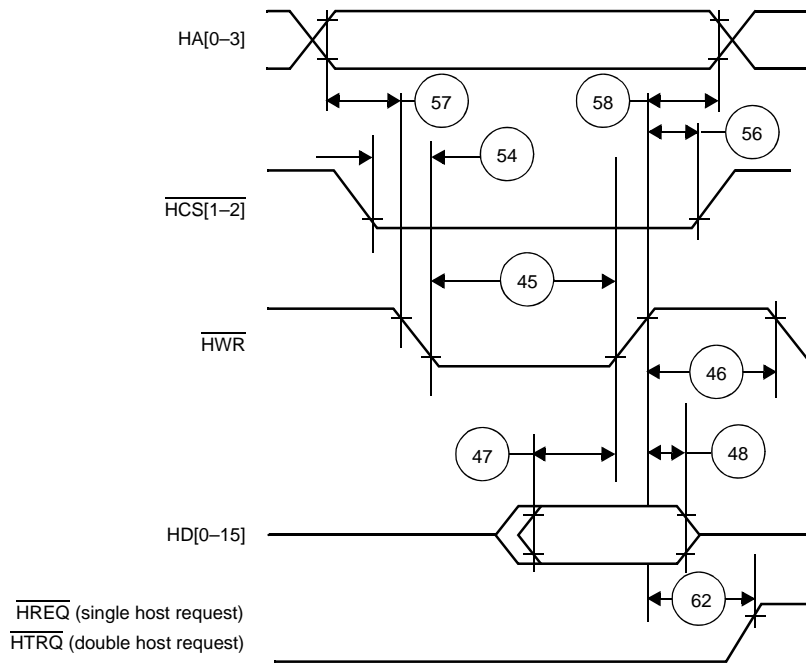 HA[0–3]
57
58
56
54
HCS[1–2]
45
HWR
46
47
48
HD[0–15]
62
HREQ (single host request)
HTRQ (double host request)